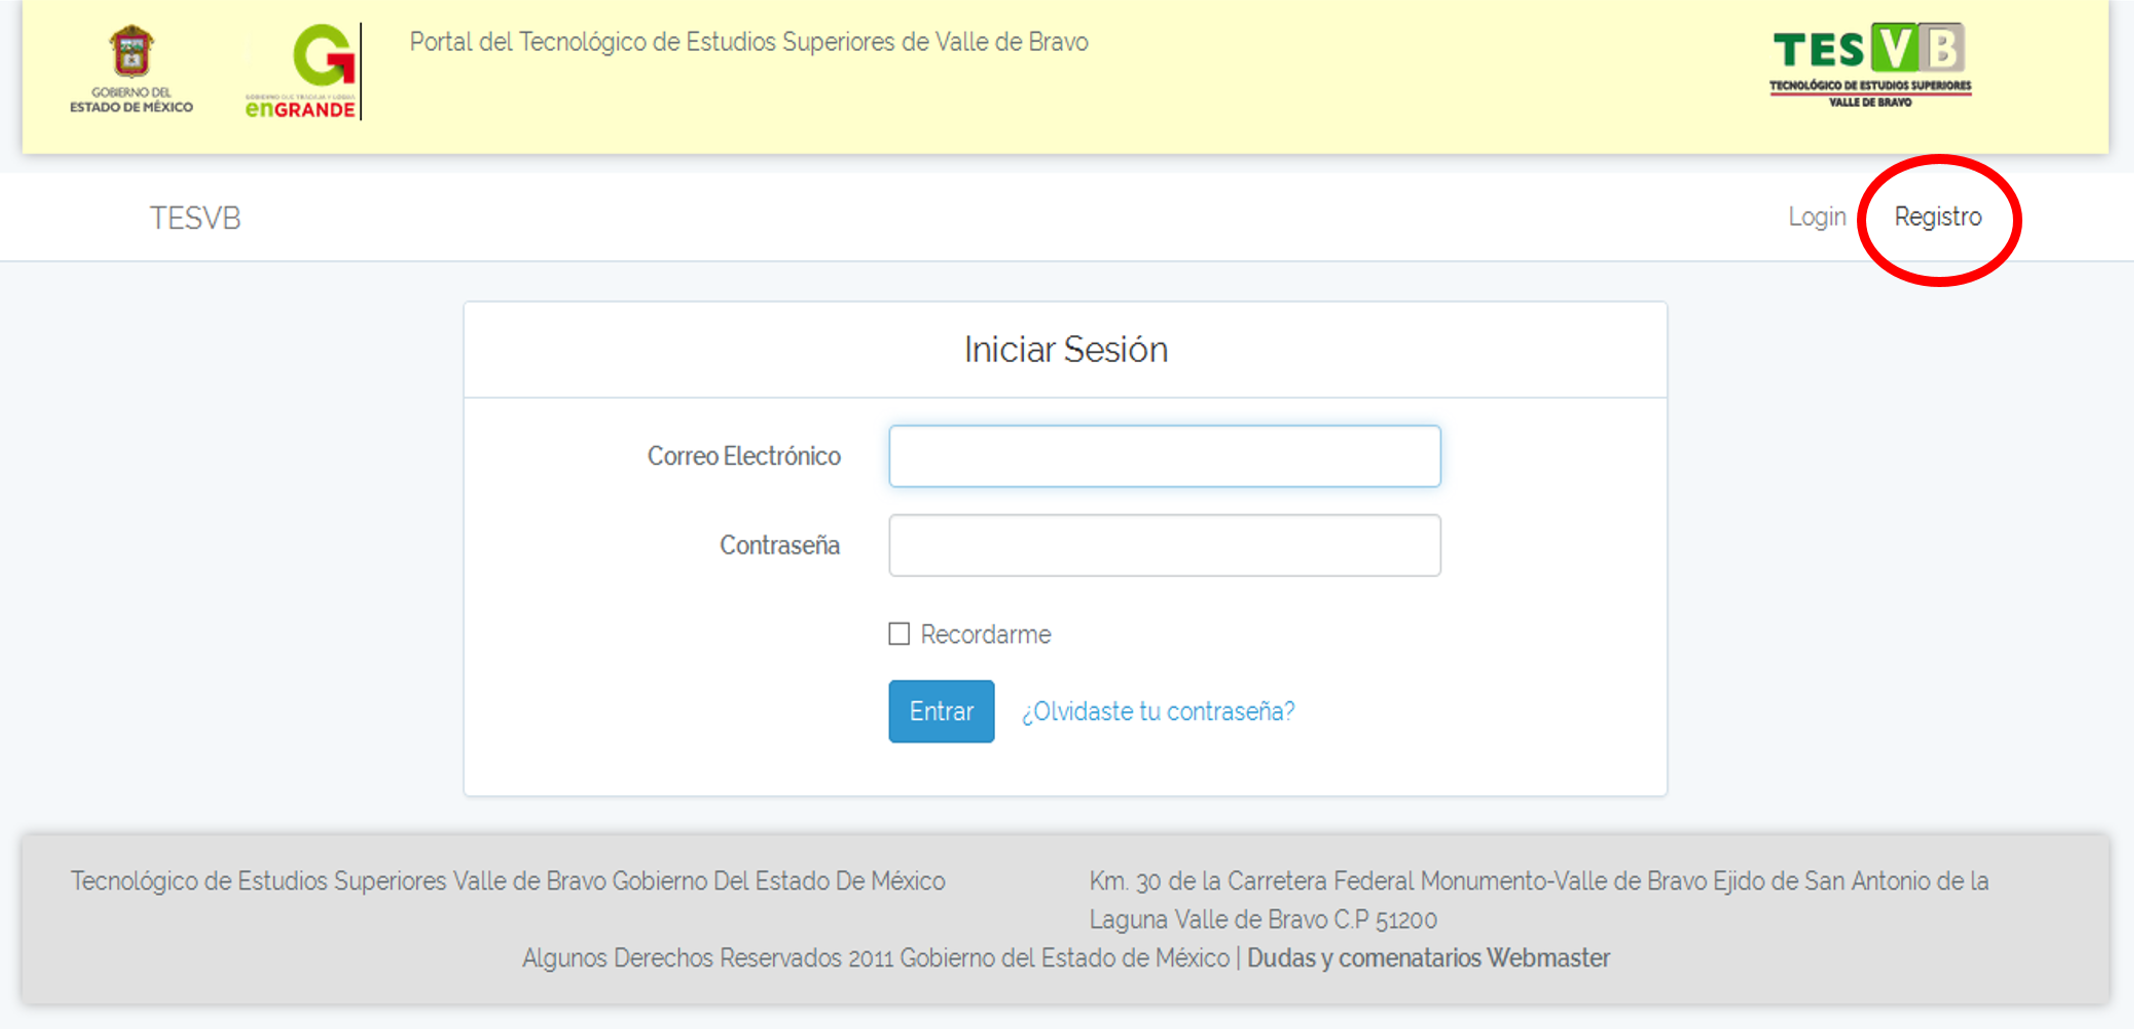 GOBIERNO DEL
ESTADO DE MÉXICO
GOBIERNO QUE TRABAJA Y LOGRA
enGRANDE
Portal del Tecnológico de Estudios Superiores de Valle de Bravo
TESVB
TECNOLÓGICO DE ESTUDIOS SUPERIORES
VALLE DE BRAVO
TESVB
Login
Registro
Iniciar Sesión
Correo Electrónico
Contraseña
Recordarme
Entrar
¿Olvidaste tu contraseña?
Tecnológico de Estudios Superiores Valle de Bravo Gobierno Del Estado De México
Km. 30 de la Carretera Federal Monumento-Valle de Bravo Ejido de San Antonio de la
Laguna Valle de Bravo C.P 51200
Algunos Derechos Reservados 2011 Gobierno del Estado de México | Dudas y comenatarios Webmaster